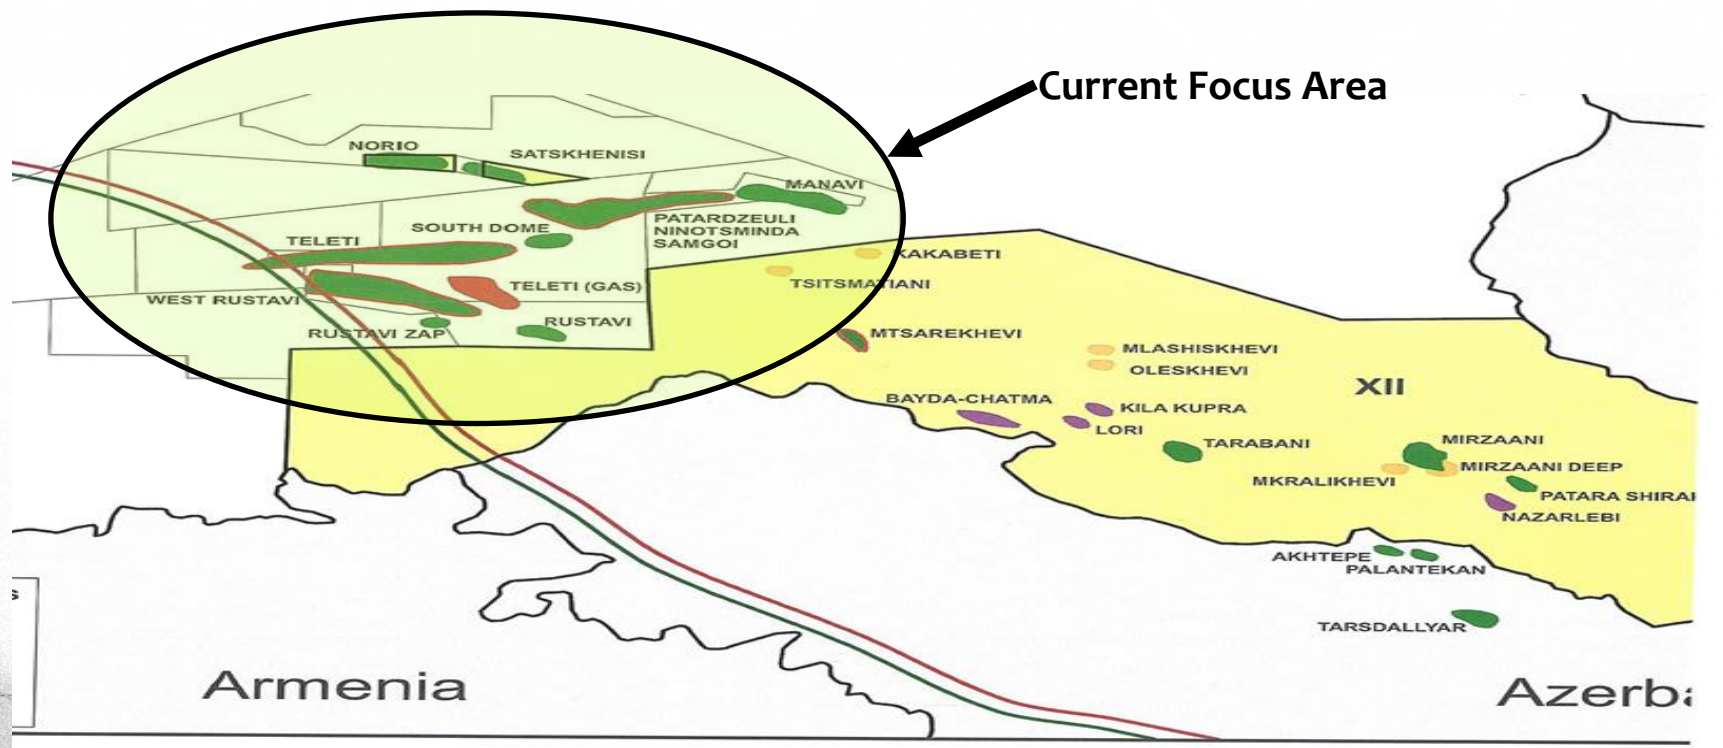 Current Focus Area
NORIO
SATSKHENISI
MANAVI
SOUTH DOME
PATARDZEULI
NINOTSMINDA
SAMGOI
TELETI
KAKABETI
TSITSMATIANI
TELETI (GAS)
WEST RUSTAVI
RUSTAVI ZAP
RUSTAVI
MTSAREKHEVI
MLASHISKHEVI
OLESKHEVI
XII
BAYDA-CHATMA
KILA KUPRA
LORI
TARABANI
MIRZAANI
MIRZAANI DEEP
MKRALIKHEVI
PATARA SHIRAK
NAZARLEBI
AKHTEPE
PALANTEKAN
s
TARSDALLYAR
Armenia
Azerba